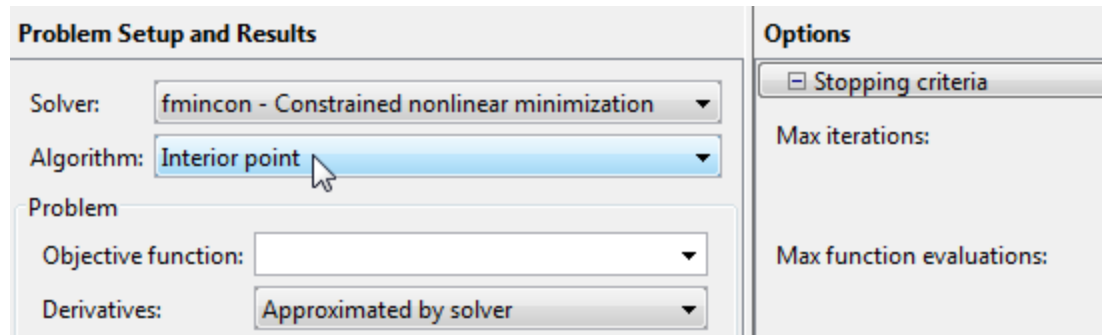 Problem Setup and Results
Solver: fmincon - Constrained nonlinear minimization
Algorithm: Interior point
Problem
Objective function:
Derivatives: Approximated by solver
Options
Stopping criteria
Max iterations:
Max function evaluations: